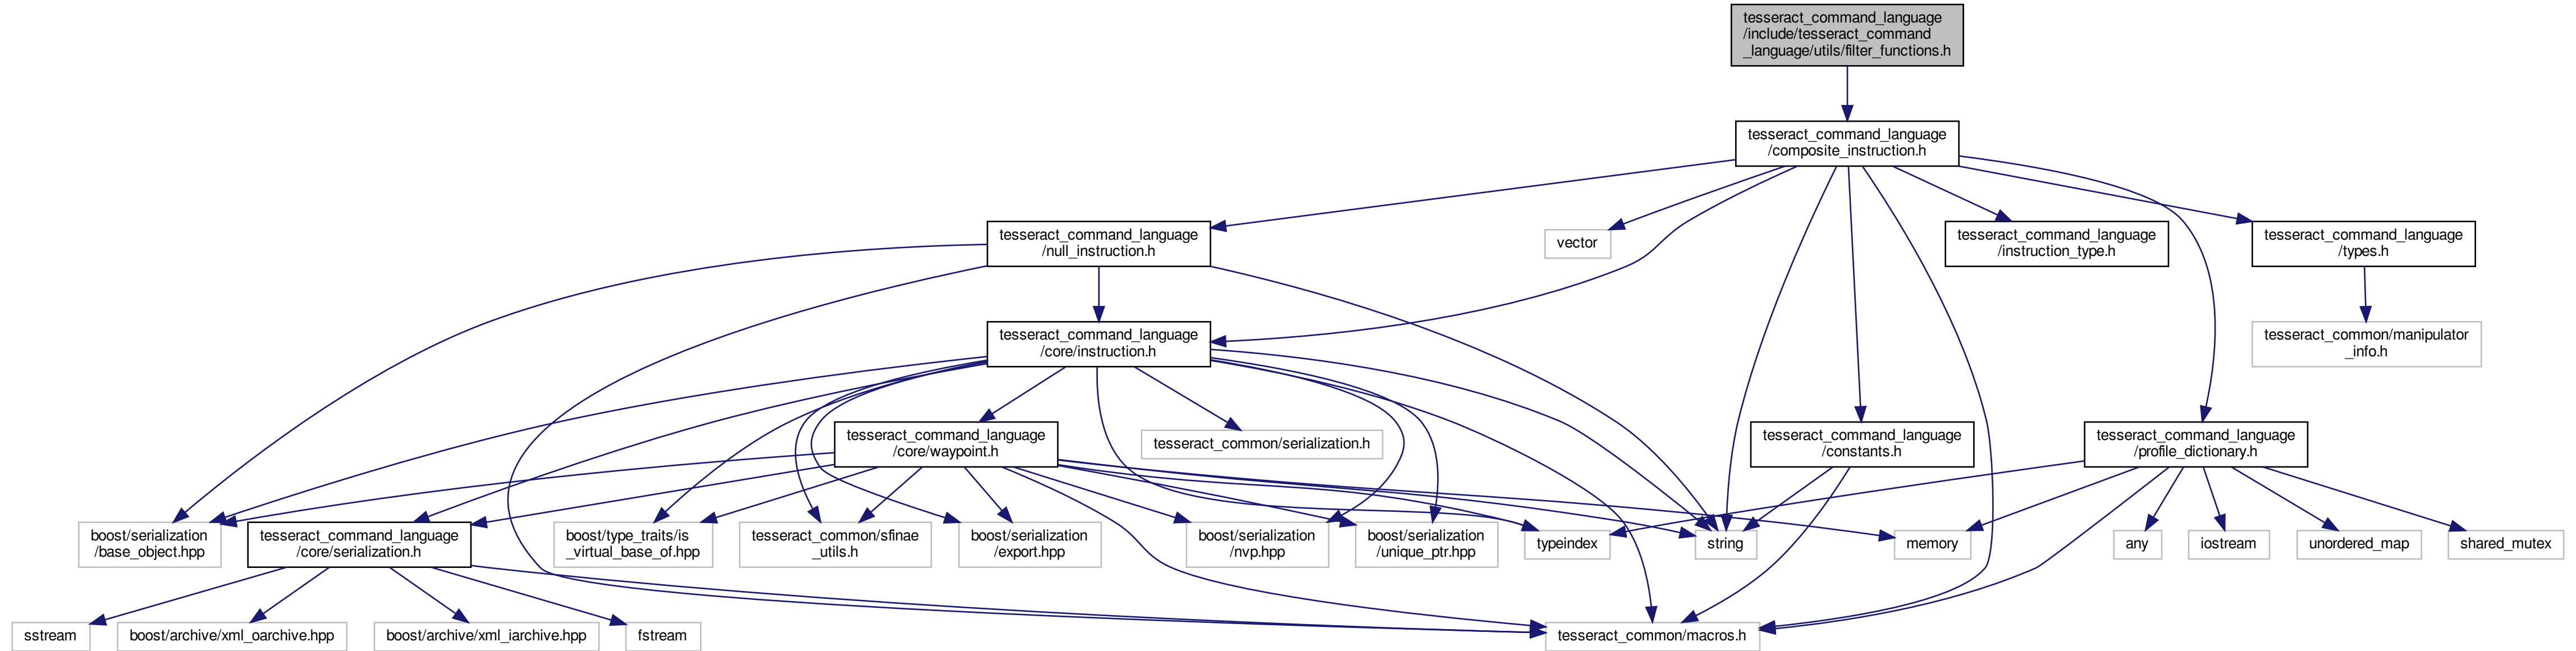 tesseract_command_language
/include/tesseract_command
_language/utils/filter_functions.h
tesseract_command_language
/composite_instruction.h
tesseract_command_language
/null_instruction.h
vector
tesseract_command_language
/instruction_type.h
tesseract_command_language
/types.h
tesseract_command_language
/core/instruction.h
tesseract_common/manipulator
_info.h
tesseract_command_language
/core/waypoint.h
tesseract_common/serialization.h
tesseract_command_language
/constants.h
tesseract_command_language
/profile_dictionary.h
boost/serialization
/base_object.hpp
tesseract_command_language
/core/serialization.h
boost/type_traits/is
_virtual_base_of.hpp
tesseract_common/sfinae
_utils.h
boost/serialization
/export.hpp
boost/serialization
/nvp.hpp
boost/serialization
/unique_ptr.hpp
typeindex
string
memory
any
iostream
unordered_map
shared_mutex
sstream
boost/archive/xml_oarchive.hpp
boost/archive/xml_iarchive.hpp
fstream
tesseract_common/macros.h